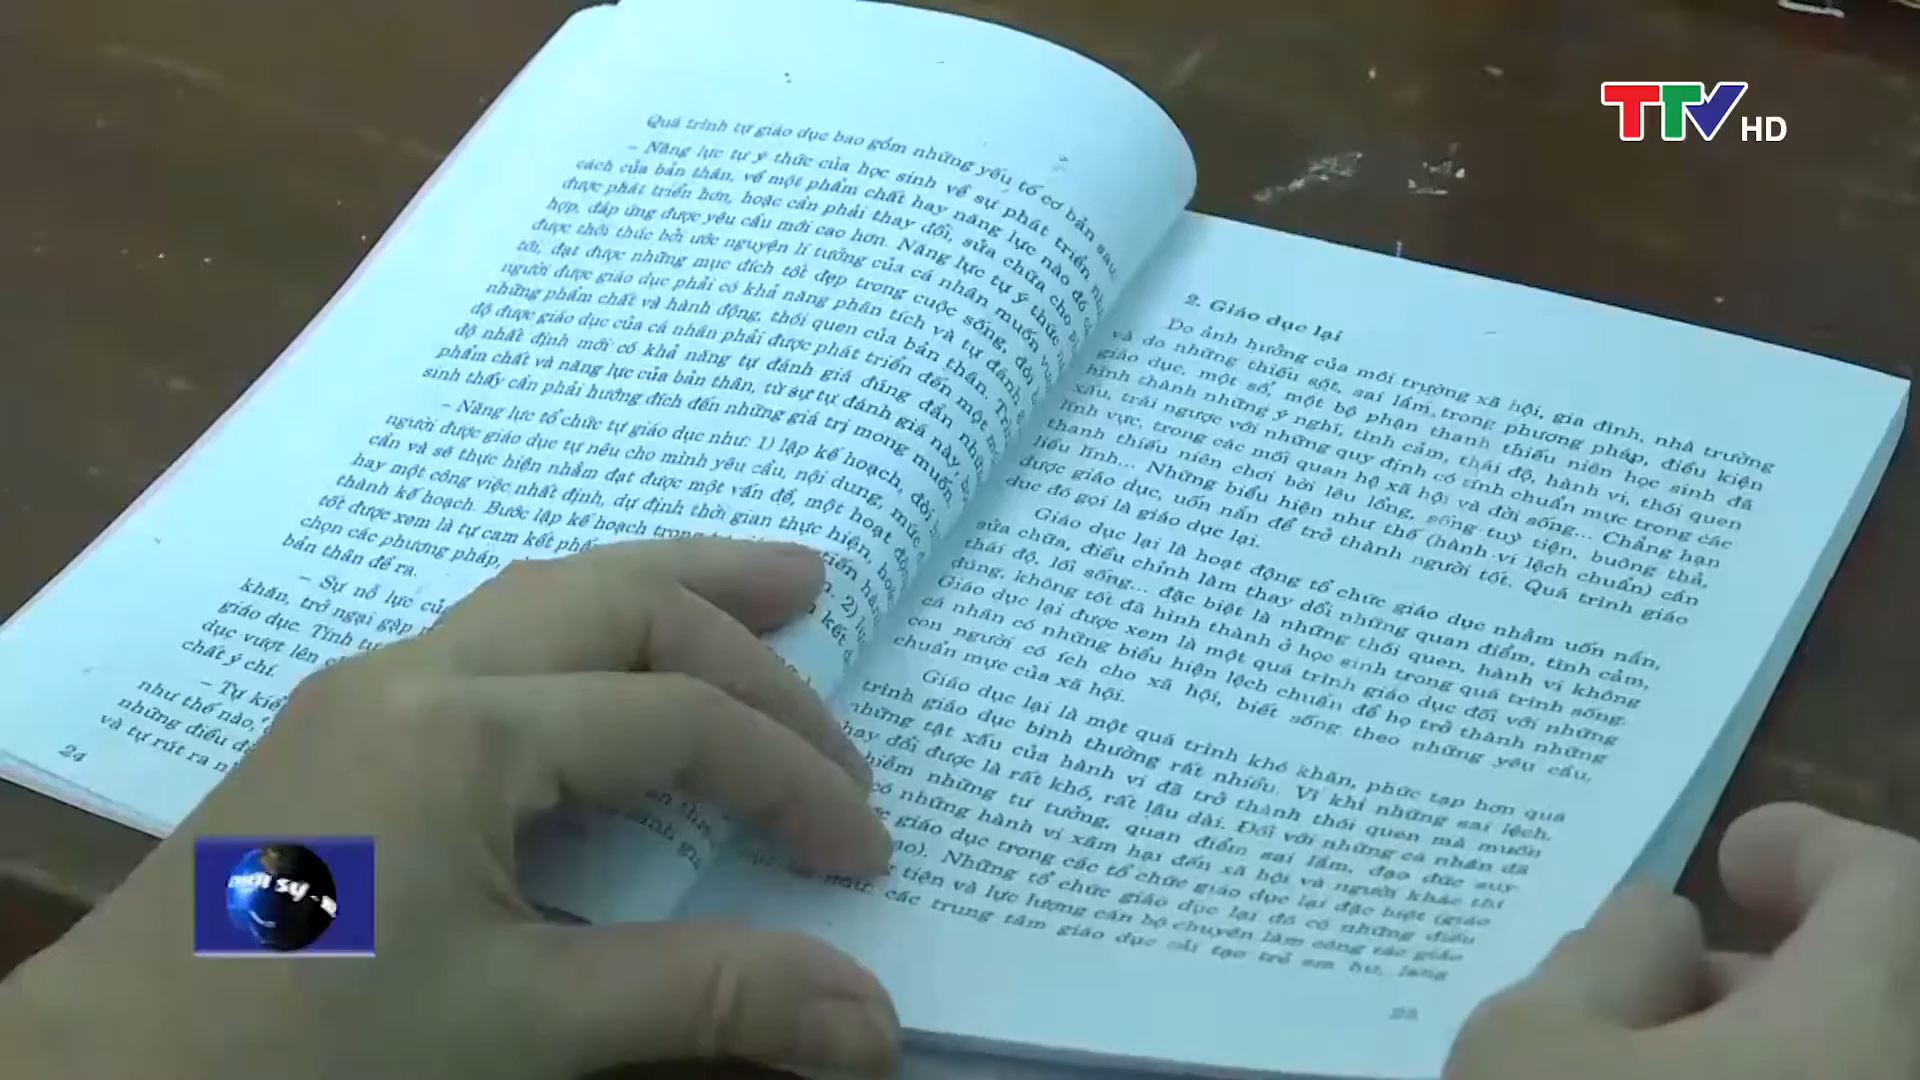 TTV HD
Quá trình tự giáo dục bao gồm những yếu tố cơ bản sau:
– Năng lực tự ý thức của học sinh về sự phát triển
cách của bản thân, về một phẩm chất hay năng lực nào đó
được phát triển hơn, hoặc cần phải thay đổi, sửa chữa cho
hợp, đáp ứng được yêu cầu mới cao hơn. Năng lực tự ý thức
được thôi thúc bởi ước nguyện lí tưởng của cá nhân muốn
tới, đạt được những mục đích tốt đẹp trong cuộc sống, đòi
người được giáo dục phải có khả năng phân tích và tự đánh
những phẩm chất và hành động, thói quen của bản thân.
độ được giáo dục của cá nhân phải được phát triển đến một
độ nhất định mới có khả năng tự đánh giá đúng đắn
phẩm chất và năng lực của bản thân, từ sự tự đánh giá này,
sinh thấy cần phải hướng đích đến những giá trị mong muốn
– Năng lực tổ chức tự giáo dục như: 1) lập kế hoạch, đòi
người được giáo dục tự nêu cho mình yêu cầu, nội dung, mức
cần và sẽ thực hiện nhằm đạt được một vấn đề, một hoạt động
hay một công việc nhất định, dự định thời gian thực hiện,
thành kế hoạch. Bước lập kế hoạch trong
tốt được xem là tự cam kết 2)
chọn các phương pháp,
bản thân đề ra.
– Sự nỗ lực
khăn, trở ngại gặp
giáo dục. Tính
dục vượt lên
chất ý chí.
– Tự
như thế nào,
những điều
và tự rút ra
24
2. Giáo dục lại
Do ảnh hưởng của môi trường xã hội, gia đình, nhà trường
và do những thiếu sót, sai lầm trong phương pháp, điều kiện
giáo dục, một số, một bộ phận thanh thiếu niên học sinh đã
hình thành những ý nghĩ, tình cảm, thái độ, hành vi, thói quen
xấu, trái ngược với những quy định có tính chuẩn mực trong các
lĩnh vực, trong các mối quan hệ xã hội và đời sống... Chẳng hạn
thanh thiếu niên chơi bời lêu lổng, sống tuỳ tiện, buông thả,
liều lĩnh... Những biểu hiện như thế (hành vi lệch chuẩn) cần
được giáo dục, uốn nắn để trở thành người tốt. Quá trình giáo
dục đó gọi là giáo dục lại.
Giáo dục lại là hoạt động tổ chức giáo dục nhằm uốn nắn,
sửa chữa, điều chỉnh làm thay đổi những quan điểm, tình cảm,
thái độ, lối sống... đặc biệt là những thói quen, hành vi không
đúng, không tốt đã hình thành ở học sinh trong quá trình sống.
Giáo dục lại được xem là một quá trình giáo dục đối với những
cá nhân có những biểu hiện lệch chuẩn để họ trở thành những
con người có ích cho xã hội, biết sống theo những yêu cầu,
chuẩn mực của xã hội.
Giáo dục lại là một quá trình khó khăn, phức tạp hơn quá
trình giáo dục bình thường rất nhiều. Vì khi những sai lệch,
những tật xấu của hành vi đã trở thành thói quen mà muốn
thay đổi được là rất khó, rất lâu dài. Đối với những cá nhân đã
nhiễm những tư tưởng, quan điểm sai lầm, đạo đức suy
có những hành vi xâm hại đến xã hội và người khác thì
giáo dục trong các tổ chức giáo dục lại đặc biệt (giáo
Những tổ chức giáo dục lại đó có những điều
tiện và lực lượng cán bộ chuyên làm công tác giáo
như: các trung tâm giáo dục cải tạo trẻ em hư, lang